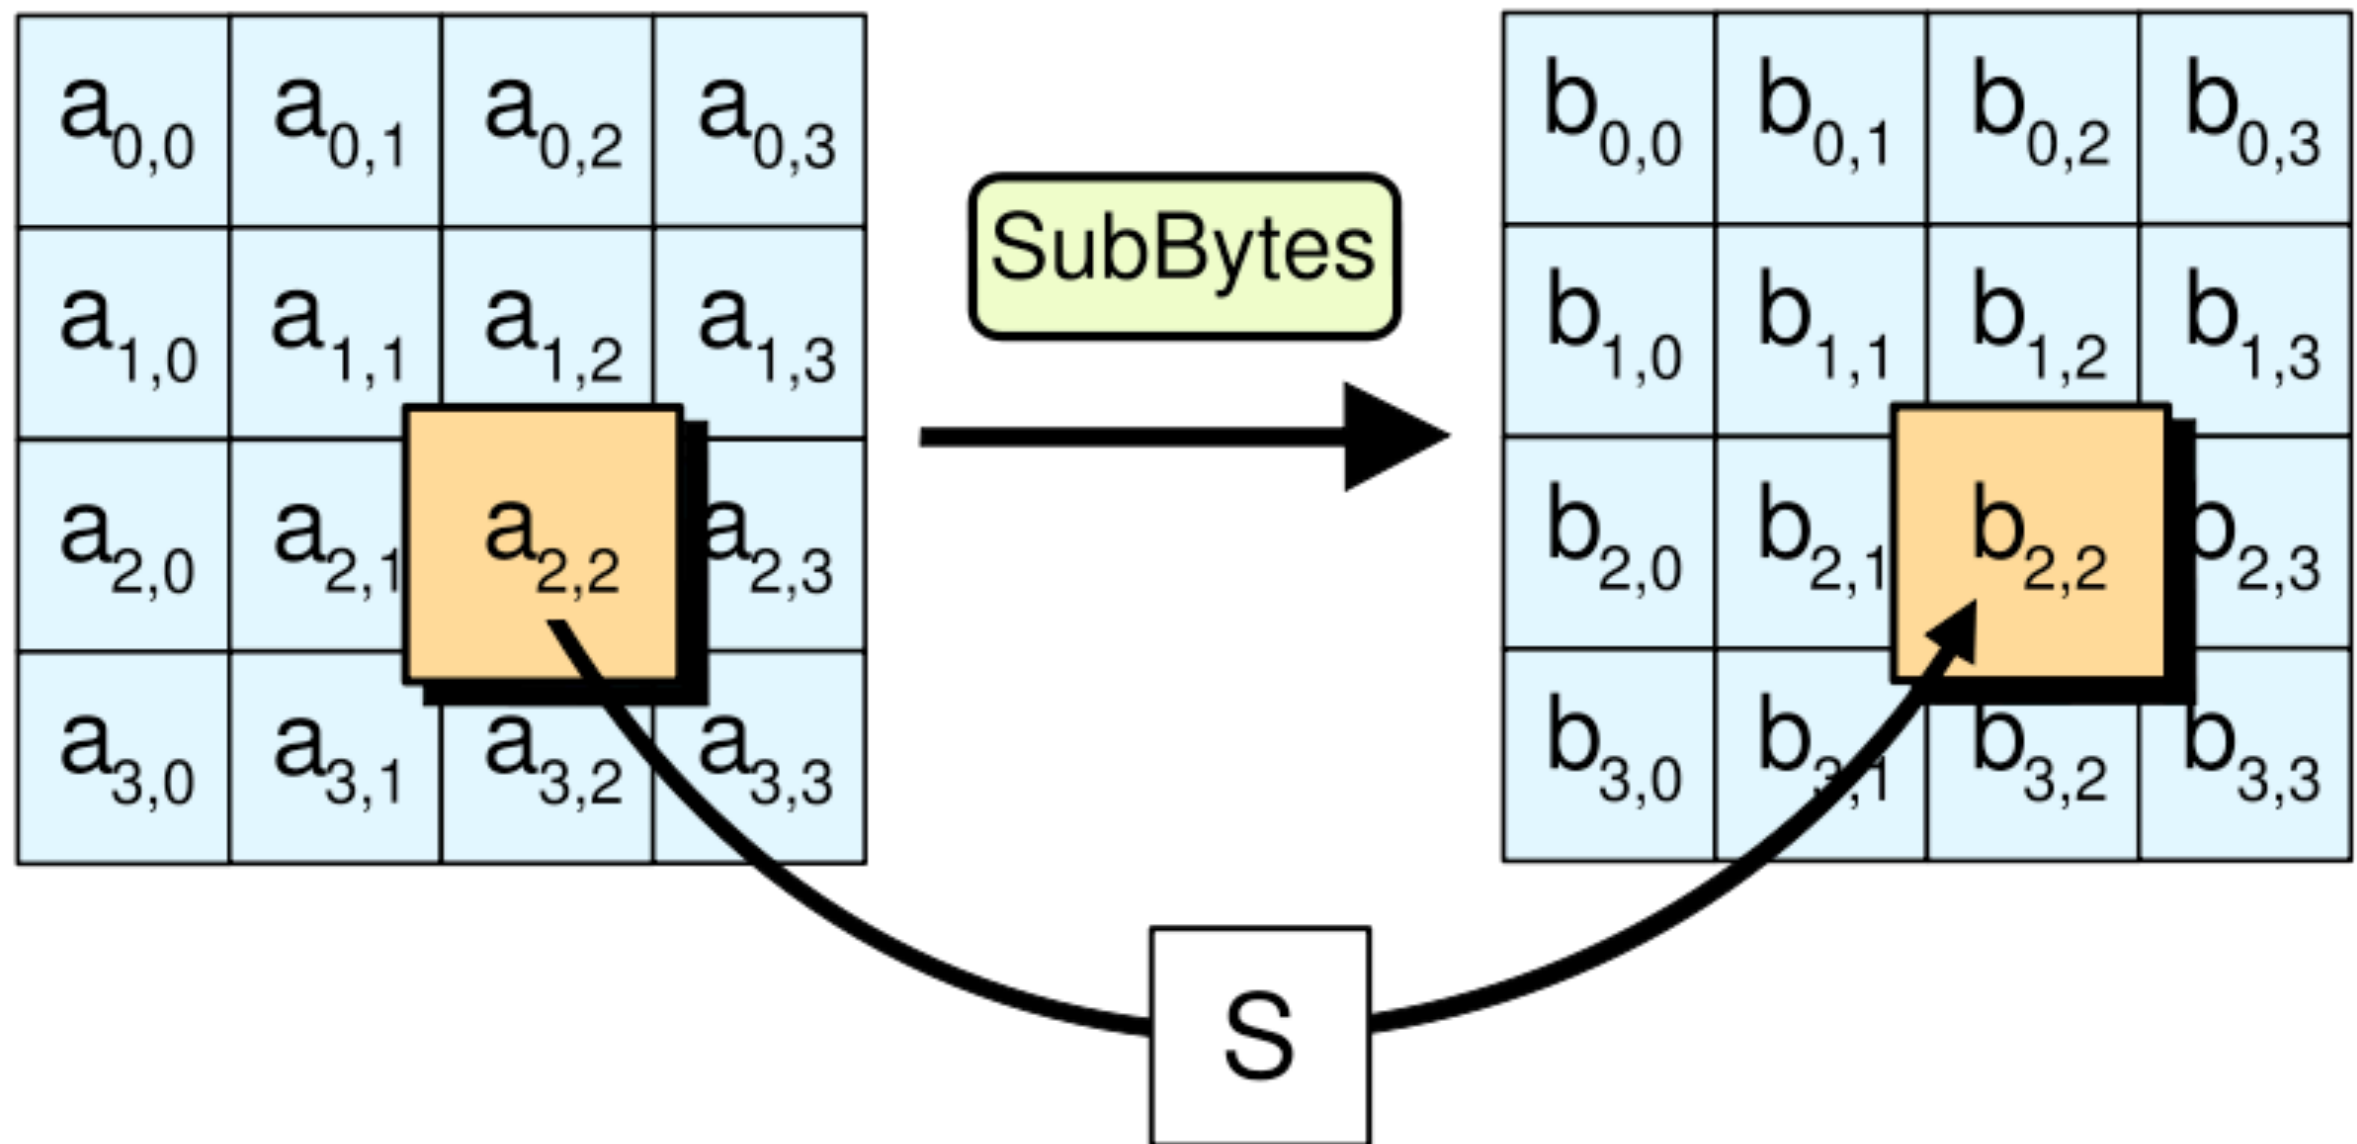 a0,0 a0,1 a0,2 a0,3
b0,0 b0,1 b0,2 b0,3
SubBytes
a1,0 a1,1 a1,2 a1,3
b1,0 b1,1 b1,2 b1,3
a2,0 a2,1 a2,2 a2,3
b2,0 b2,1 b2,2 b2,3
a3,0 a3,1 a3,2 a3,3
b3,0 b3,1 b3,2 b3,3
S